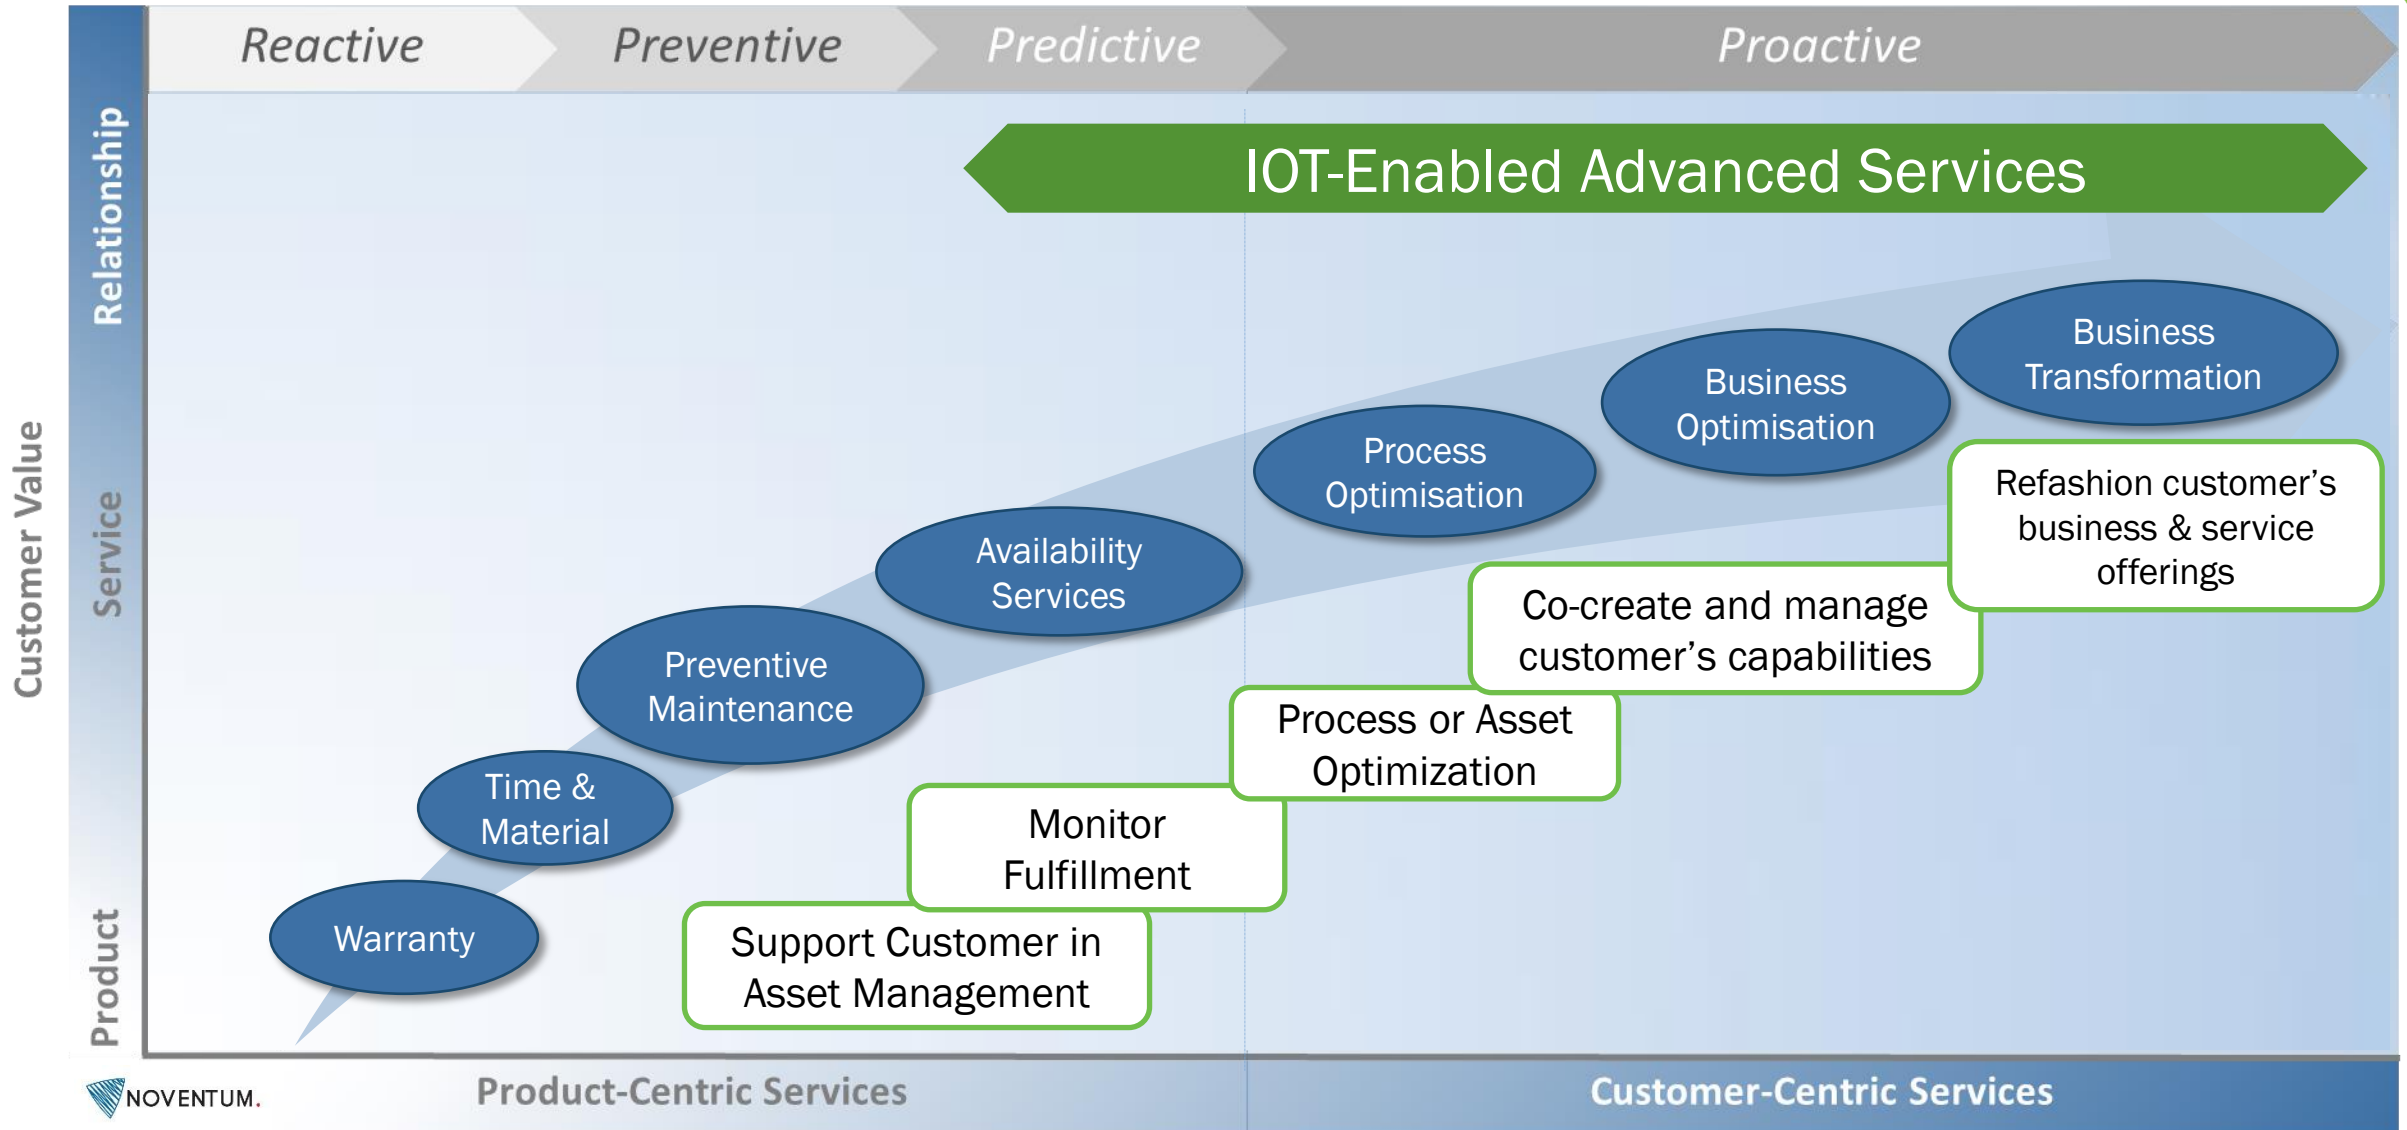 Reactive
Preventive
Predictive
Proactive
IOT-Enabled Advanced Services
Customer Value
Relationship
Service
Product
Business
Transformation
Business
Optimisation
Process
Optimisation
Availability
Services
Preventive
Maintenance
Time &
Material
Warranty
Refashion customer’s
business & service
offerings
Co-create and manage
customer’s capabilities
Process or Asset
Optimization
Monitor
Fulfillment
Support Customer in
Asset Management
NOVENTUM.
Product-Centric Services
Customer-Centric Services